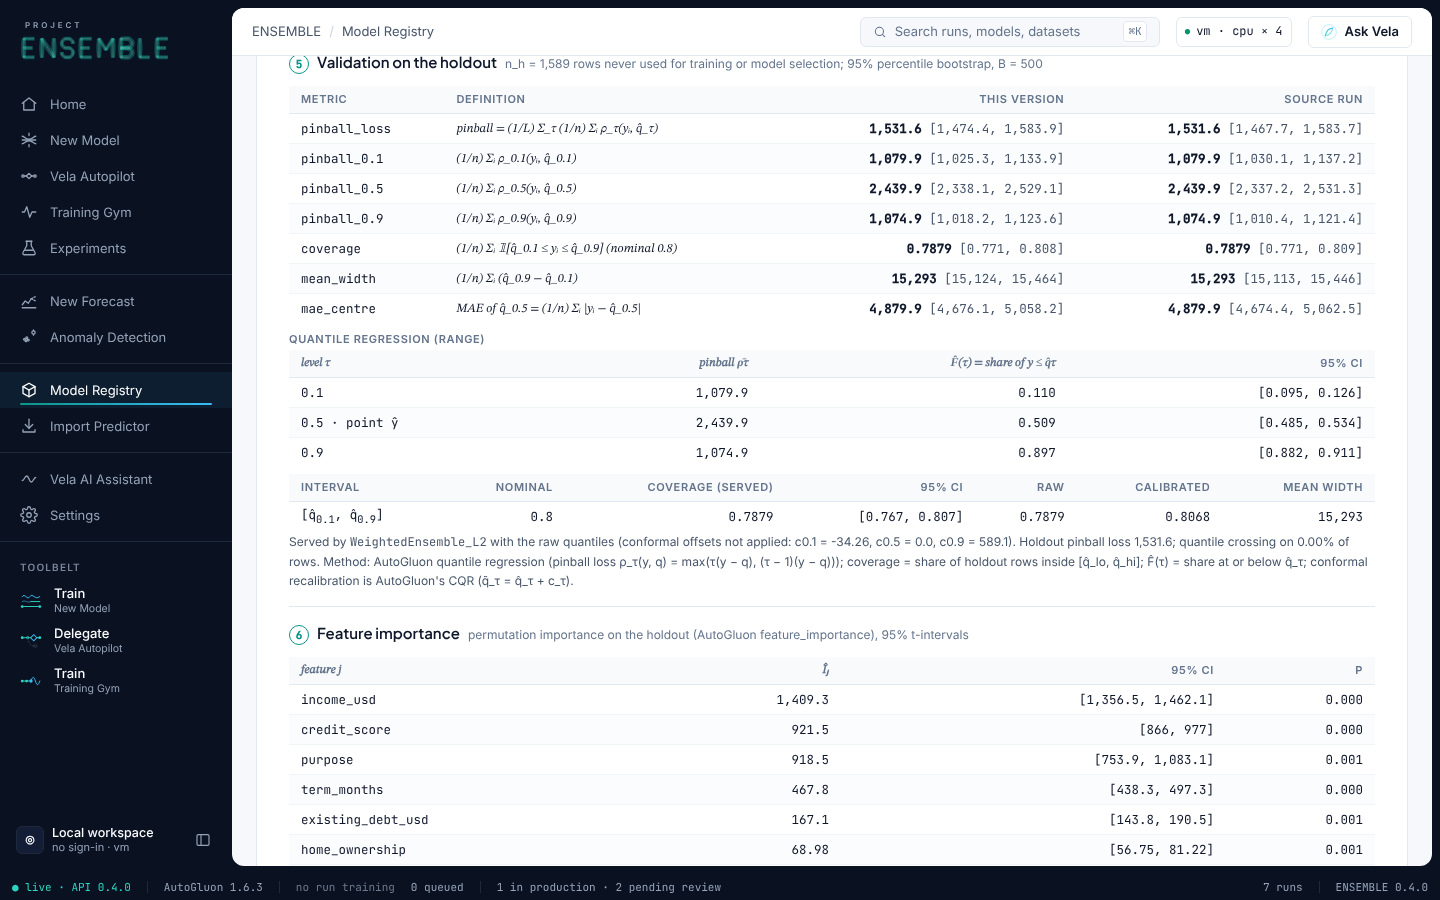 PROJECT
ENSEMBLE
ENSEMBLE / Model Registry
Search runs, models, datasets
⌘K
vm · cpu × 4
Ask Vela
Home
New Model
Vela Autopilot
Training Gym
Experiments
New Forecast
Anomaly Detection
Model Registry
Import Predictor
Vela AI Assistant
Settings
TOOLBELT
Train
New Model
Delegate
Vela Autopilot
Train
Training Gym
Local workspace
no sign-in · vm
5 Validation on the holdout n_h = 1,589 rows never used for training or model selection; 95% percentile bootstrap, B = 500
METRIC DEFINITION THIS VERSION SOURCE RUN
pinball_loss pinball = (1/L) Σ_τ (1/n) Σᵢ ρ_τ(yᵢ, q̂_τ) 1,531.6 [1,474.4, 1,583.9] 1,531.6 [1,467.7, 1,583.7]
pinball_0.1 (1/n) Σᵢ ρ_0.1(yᵢ, q̂_0.1) 1,079.9 [1,025.3, 1,133.9] 1,079.9 [1,030.1, 1,137.2]
pinball_0.5 (1/n) Σᵢ ρ_0.5(yᵢ, q̂_0.5) 2,439.9 [2,338.1, 2,529.1] 2,439.9 [2,337.2, 2,531.3]
pinball_0.9 (1/n) Σᵢ ρ_0.9(yᵢ, q̂_0.9) 1,074.9 [1,018.2, 1,123.6] 1,074.9 [1,010.4, 1,121.4]
coverage (1/n) Σᵢ 𝟙[q̂_0.1 ≤ yᵢ ≤ q̂_0.9] (nominal 0.8) 0.7879 [0.771, 0.808] 0.7879 [0.771, 0.809]
mean_width (1/n) Σᵢ (q̂_0.9 − q̂_0.1) 15,293 [15,124, 15,464] 15,293 [15,113, 15,446]
mae_centre MAE of q̂_0.5 = (1/n) Σᵢ |yᵢ − q̂_0.5| 4,879.9 [4,676.1, 5,058.2] 4,879.9 [4,674.4, 5,062.5]
QUANTILE REGRESSION (RANGE)
level τ pinball ρτ̄ F̂(τ) = share of y ≤ q̂τ 95% CI
0.1 1,079.9 0.110 [0.095, 0.126]
0.5 · point ŷ 2,439.9 0.509 [0.485, 0.534]
0.9 1,074.9 0.897 [0.882, 0.911]
INTERVAL NOMINAL COVERAGE (SERVED) 95% CI RAW CALIBRATED MEAN WIDTH
[q̂0.1, q̂0.9] 0.8 0.7879 [0.767, 0.807] 0.7879 0.8068 15,293
Served by WeightedEnsemble_L2 with the raw quantiles (conformal offsets not applied: c0.1 = -34.26, c0.5 = 0.0, c0.9 = 589.1). Holdout pinball loss 1,531.6; quantile crossing on 0.00% of
rows. Method: AutoGluon quantile regression (pinball loss ρ_τ(y, q) = max(τ(y − q), (τ − 1)(y − q))); coverage = share of holdout rows inside [q̂_lo, q̂_hi]; F̂(τ) = share at or below q̂_τ; conformal
recalibration is AutoGluon's CQR (q̃_τ = q̂_τ + c_τ).
6 Feature importance permutation importance on the holdout (AutoGluon feature_importance), 95% t-intervals
feature j Îⱼ 95% CI P
income_usd 1,409.3 [1,356.5, 1,462.1] 0.000
credit_score 921.5 [866, 977] 0.000
purpose 918.5 [753.9, 1,083.1] 0.001
term_months 467.8 [438.3, 497.3] 0.000
existing_debt_usd 167.1 [143.8, 190.5] 0.001
home_ownership 68.98 [56.75, 81.22] 0.001
live · API 0.4.0 AutoGluon 1.6.3 no run training 0 queued 1 in production · 2 pending review 7 runs ENSEMBLE 0.4.0